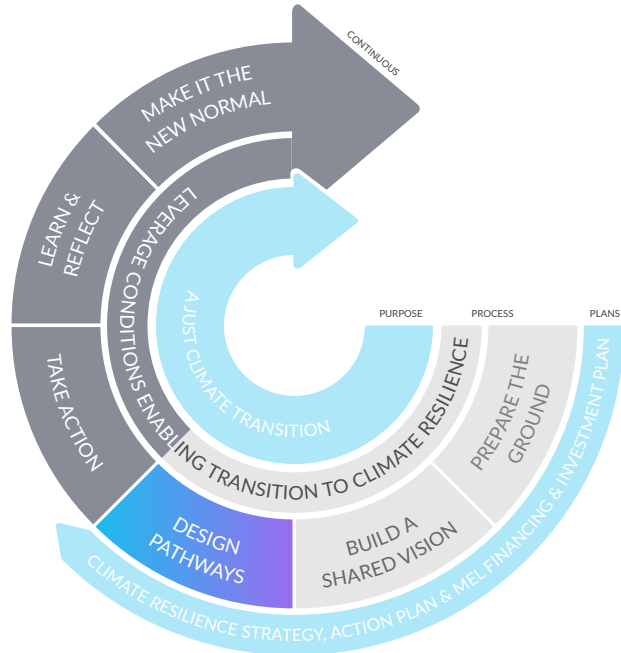 CONTINUOUS
MAKE IT THE
NEW NORMAL
LEARN &
REFLECT
TAKE ACTION
LEVERAGE CONDITIONS ENABLING TRANSITION TO CLIMATE RESILIENCE
A JUST CLIMATE TRANSITION
PURPOSE
PROCESS
PLANS
PREPARE THE
GROUND
BUILD A
SHARED VISION
DESIGN
PATHWAYS
CLIMATE RESILIENCE STRATEGY, ACTION PLAN & MEL FINANCING & INVESTMENT PLAN